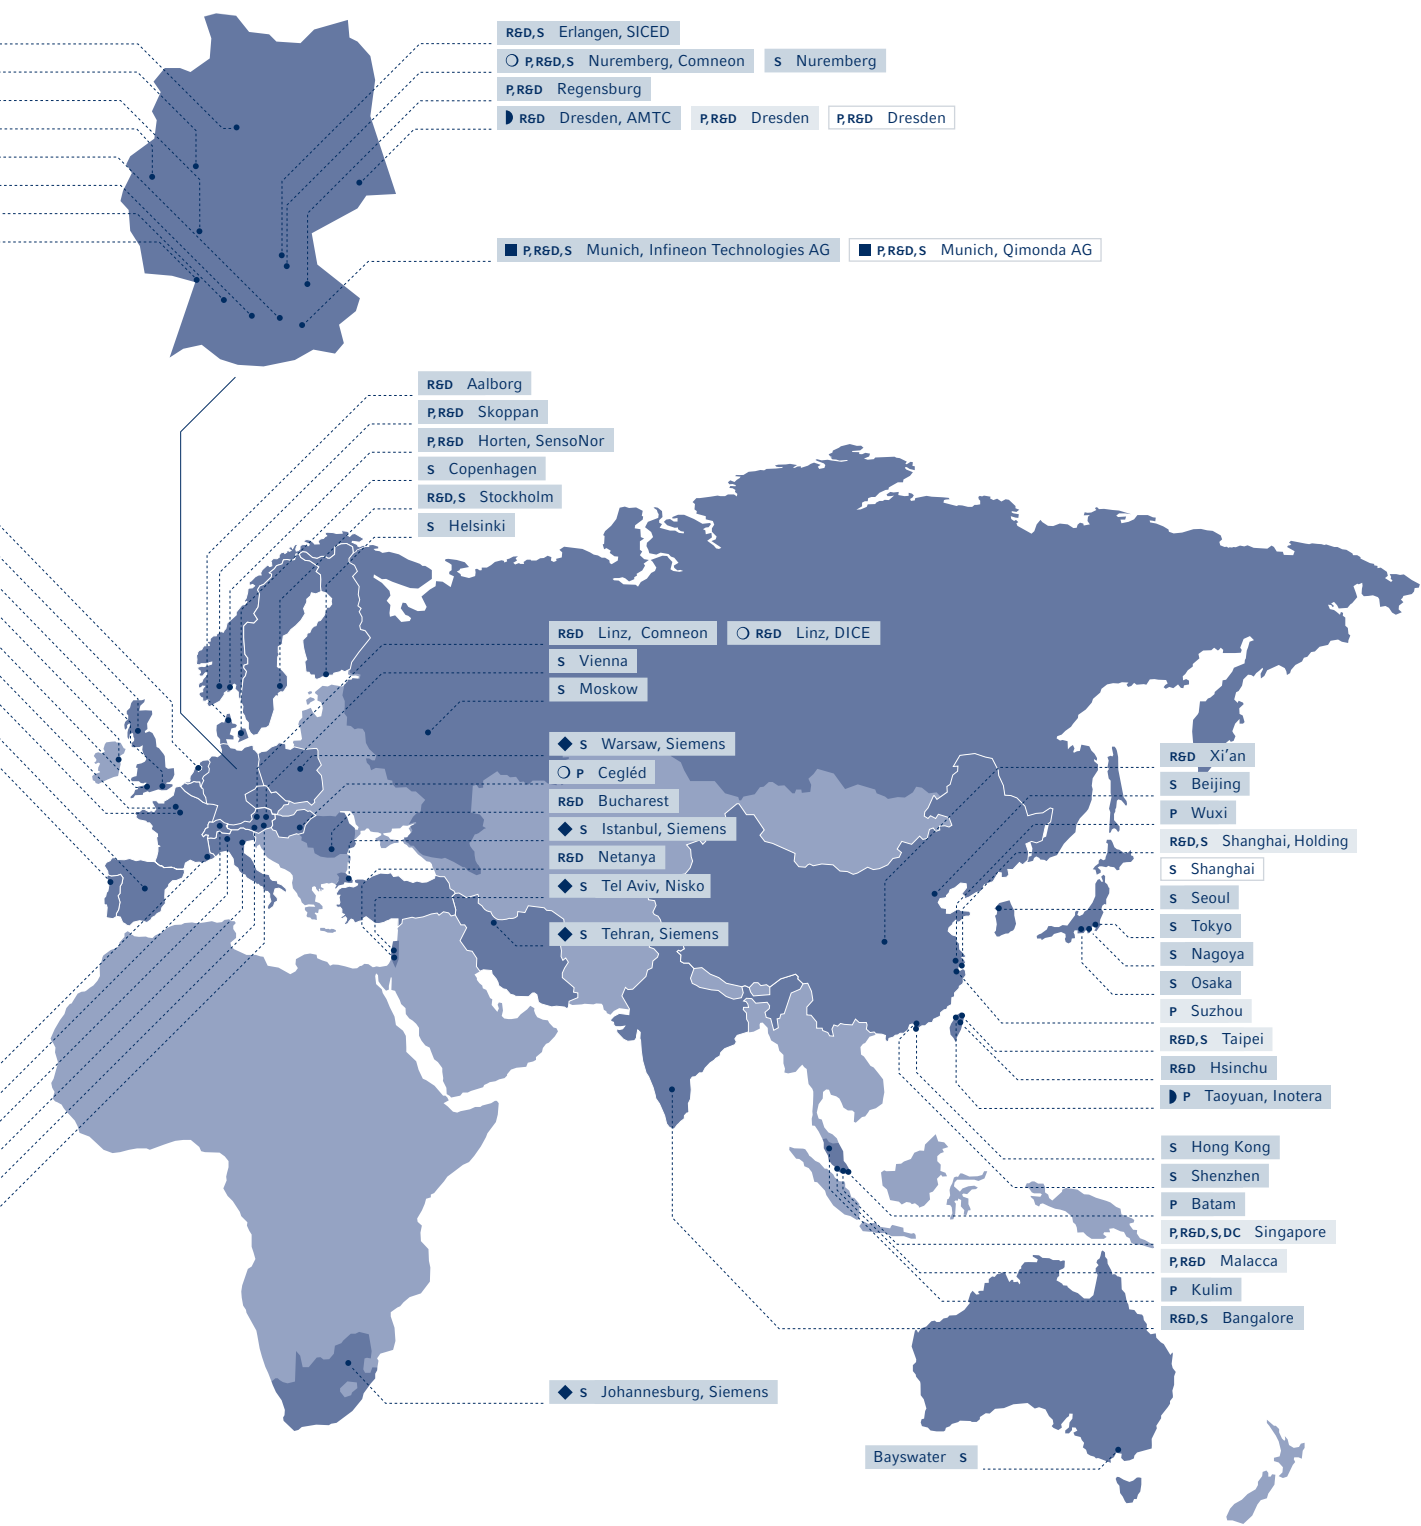 R&D,S Erlangen, SICED
P,R&D,S Nuremberg, Comneon S Nuremberg
P,R&D Regensburg
R&D Dresden, AMTC P,R&D Dresden P,R&D Dresden
P,R&D,S Munich, Infineon Technologies AG P,R&D,S Munich, Qimonda AG
R&D Aalborg
P,R&D Skoppan
P,R&D Horten, SensoNor
S Copenhagen
R&D,S Stockholm
S Helsinki
R&D Linz, Comneon R&D Linz, DICE
S Vienna
S Moskow
S Warsaw, Siemens
P Cegléd
R&D Bucharest
S Istanbul, Siemens
R&D Netanya
S Tel Aviv, Nisko
S Tehran, Siemens
R&D Xi'an
S Beijing
P Wuxi
R&D,S Shanghai, Holding
S Shanghai
S Seoul
S Tokyo
S Nagoya
S Osaka
P Suzhou
R&D,S Taipei
R&D Hsinchu
P Taoyuan, Inotera
S Hong Kong
S Shenzhen
P Batam
P,R&D,S,DC Singapore
P,R&D Malacca
P Kulim
R&D,S Bangalore
S Johannesburg, Siemens
Bayswater S